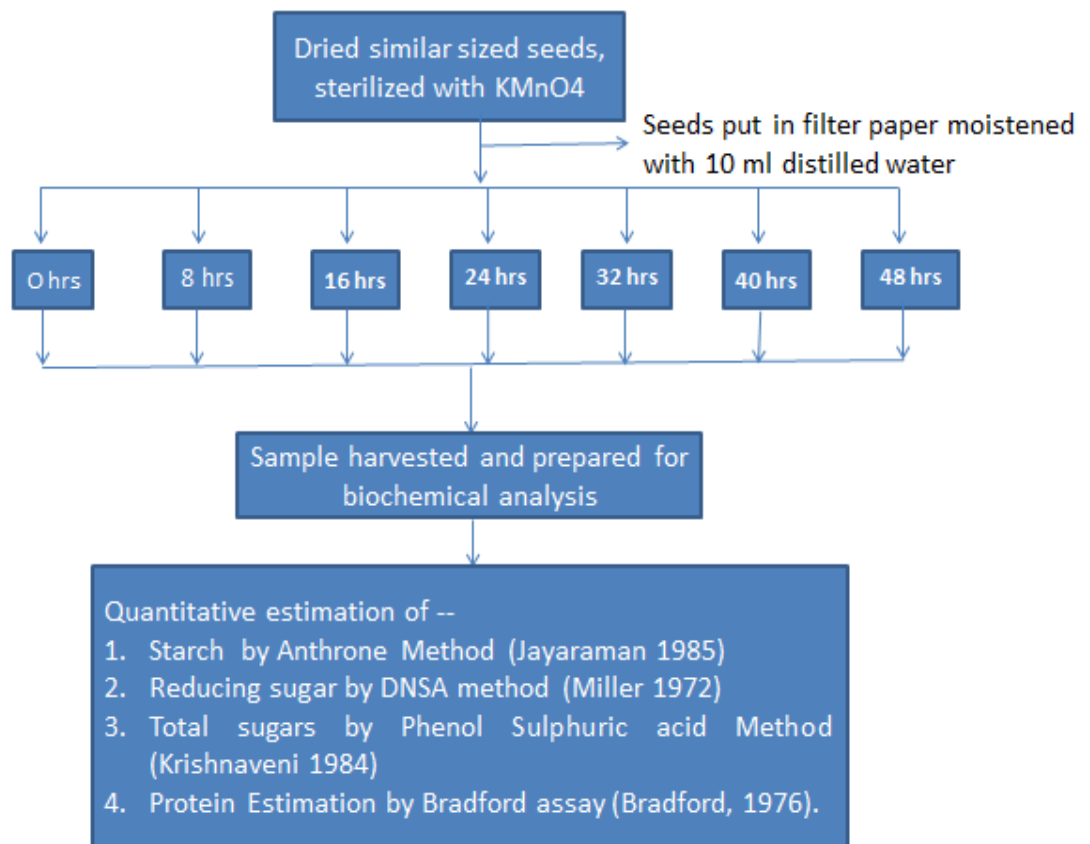 Dried similar sized seeds,
sterilized with KMnO4
Seeds put in filter paper moistened
with 10 ml distilled water
O hrs
8 hrs
16 hrs
24 hrs
32 hrs
40 hrs
48 hrs
Sample harvested and prepared for
biochemical analysis
Quantitative estimation of --
1. Starch by Anthrone Method (Jayaraman 1985)
2. Reducing sugar by DNSA method (Miller 1972)
3. Total sugars by Phenol Sulphuric acid Method
(Krishnaveni 1984)
4. Protein Estimation by Bradford assay (Bradford, 1976).